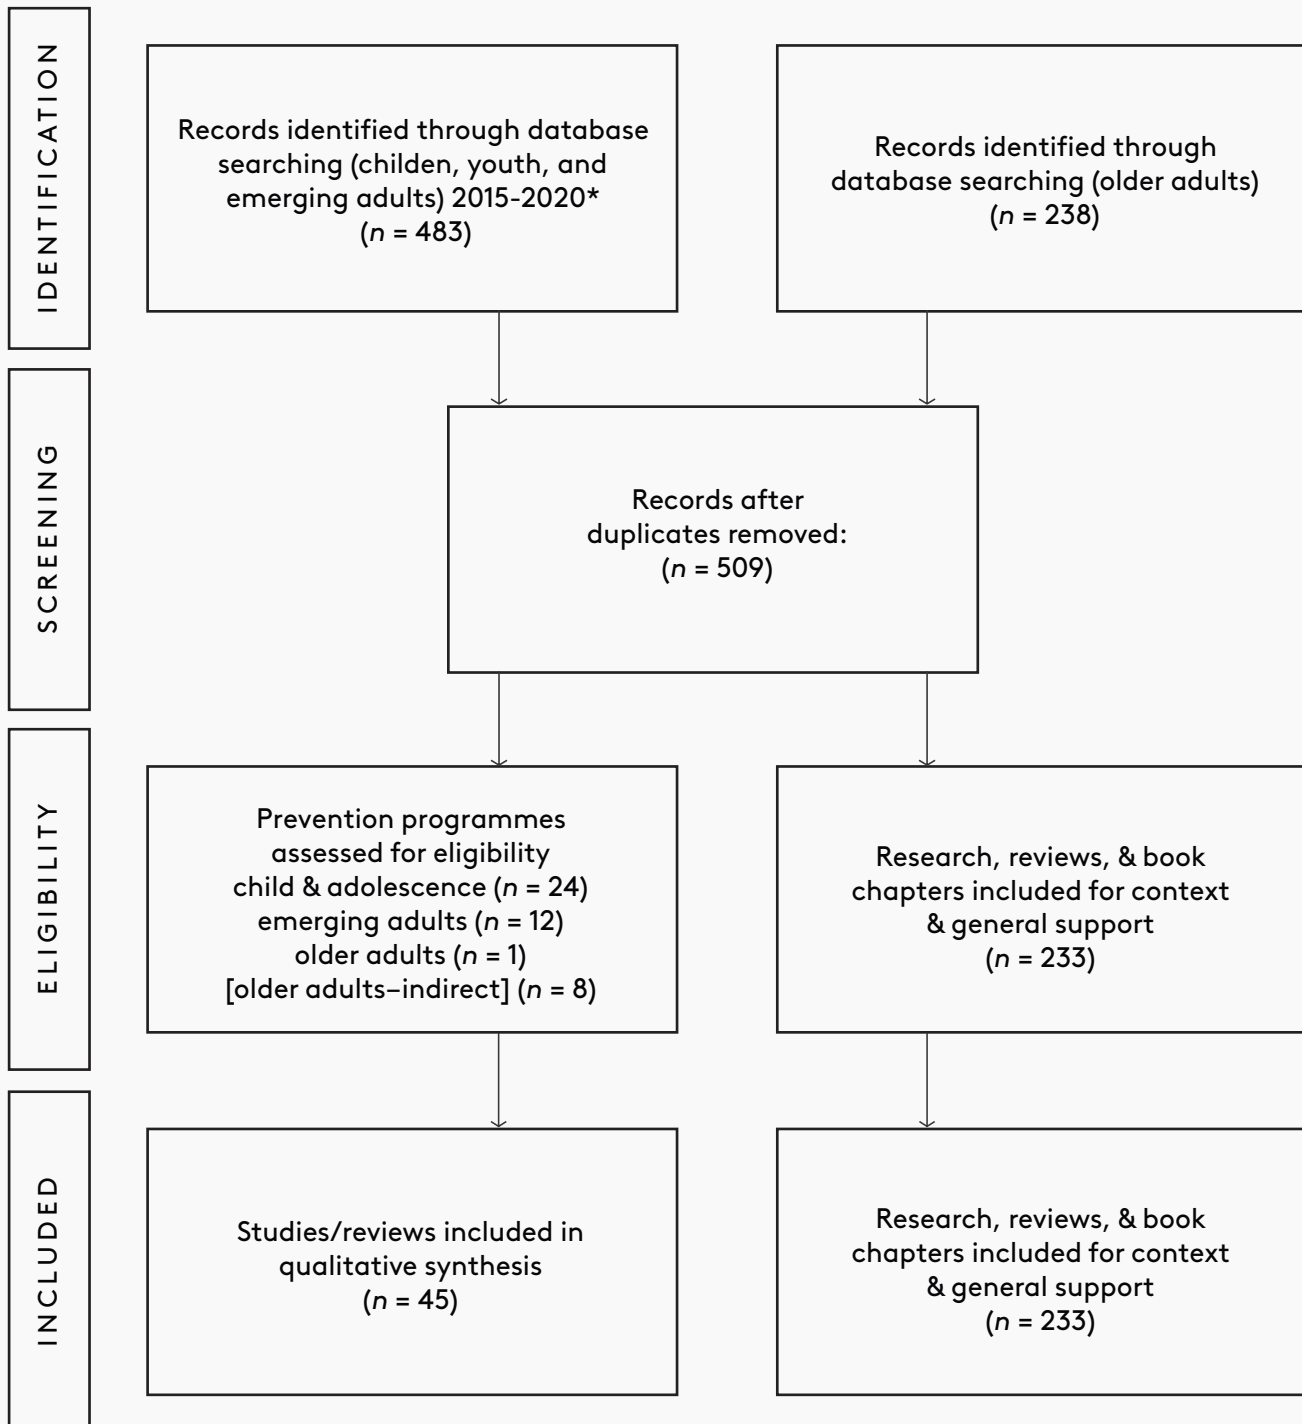 IDENTIFICATION
Records identified through database
searching (childen, youth, and
emerging adults) 2015-2020*
(n = 483)
Records identified through
database searching (older adults)
(n = 238)
SCREENING
Records after
duplicates removed:
(n = 509)
ELIGIBILITY
Prevention programmes
assessed for eligibility
child & adolescence (n = 24)
emerging adults (n = 12)
older adults (n = 1)
[older adults–indirect] (n = 8)
Research, reviews, & book
chapters included for context
& general support
(n = 233)
INCLUDED
Studies/reviews included in
qualitative synthesis
(n = 45)
Research, reviews, & book
chapters included for context
& general support
(n = 233)